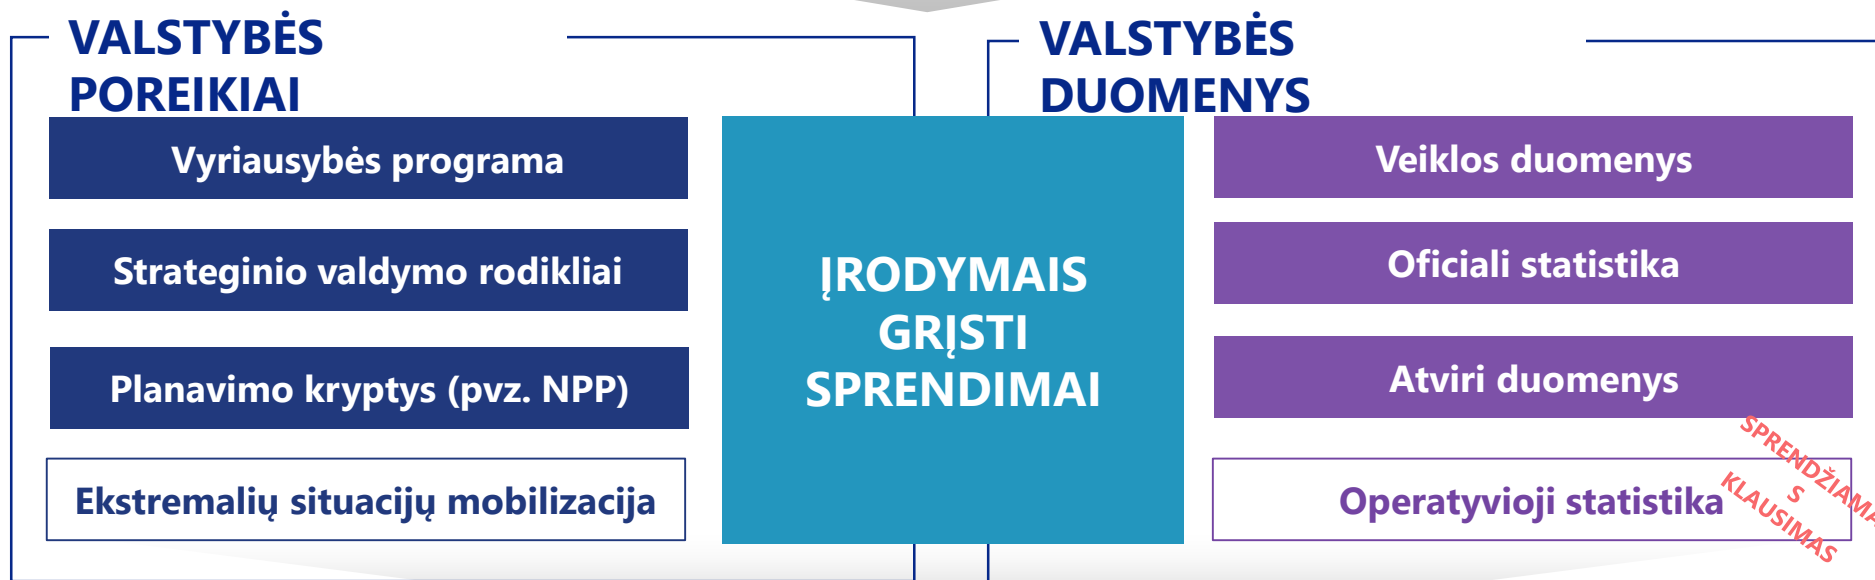 VALSTYBĖS
POREIKIAI
Vyriausybės programa
Strateginio valdymo rodikliai
Planavimo kryptys (pvz. NPP)
Ekstremalių situacijų mobilizacija
ĮRODYMAIS
GRĮSTI
SPRENDIMAI
VALSTYBĖS
DUOMENYS
Veiklos duomenys
Oficiali statistika
Atviri duomenys
Operatyvioji statistika
SPRENDŽIAMA
S
KLAUSIMAS